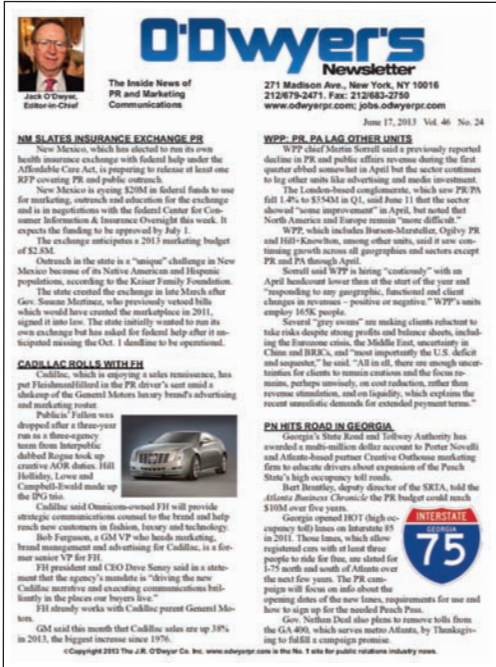 O'Dwyer's
Newsletter
Jack O'Dwyer,
Editor-in-Chief
The Inside News of
PR and Marketing
Communications
271 Madison Ave., New York, NY 10016
212/679-2471. Fax: 212/683-2750
www.odwyerpr.com; jobs.odwyerpr.com
June 17, 2013 Vol. 46 No. 24
NM SLATES INSURANCE EXCHANGE PR
New Mexico, which has elected to run its own
health insurance exchange with federal help under the
Affordable Care Act, is preparing to release at least one
RFP covering PR and public outreach.
New Mexico is eyeing $20M in federal funds to use
for marketing, outreach and education for the exchange
and is in negotiations with the federal Center for Con-
sumer Information & Insurance Oversight this week. It
expects the funding to be approved by July 1.
The exchange anticipates a 2013 marketing budget
of $2.8M.
Outreach in the state is a "unique" challenge in New
Mexico because of its Native American and Hispanic
populations, according to the Kaiser Family Foundation.
The state created the exchange in late March after
Gov. Susana Martinez, who previously vetoed bills
which would have created the marketplace in 2011,
signed it into law. The state initially wanted to run its
own exchange but has asked for federal help after it an-
ticipated missing the Oct. 1 deadline to be operational.
CADILLAC ROLLS WITH FH
Cadillac, which is enjoying a sales renaissance, has
put FleishmanHillard in the PR driver's seat amid a
shakeup of the General Motors luxury brand's advertising
and marketing roster.
Publicis' Fallon was
dropped after a three-year
run as a three-agency
team from Interpublic
dubbed Rogue took up
creative AOR duties. Hill
Holliday, Lowe and
Campbell-Ewald made up
the IPG trio.
Cadillac said Omnicom-owned FH will provide
strategic communications counsel to the brand and help
reach new customers in fashion, luxury and technology.
Bob Ferguson, a GM VP who heads marketing,
brand management and advertising for Cadillac, is a for-
mer senior VP for FH.
FH president and CEO Dave Senay said in a state-
ment that the agency's mandate is "driving the new
Cadillac narrative and executing communications bril-
liantly in the places our buyers live."
FH already works with Cadillac parent General Mo-
tors.
GM said this month that Cadillac sales are up 38%
in 2013, the biggest increase since 1976.
WPP: PR, PA LAG OTHER UNITS
WPP chief Martin Sorrell said a previously reported
decline in PR and public affairs revenue during the first
quarter ebbed somewhat in April but the sector continues
to lag other units like advertising and media investment.
The London-based conglomerate, which saw PR/PA
fall 1.4% to $354M in Q1, said June 11 that the sector
showed "some improvement" in April, but noted that
North America and Europe remain "more difficult."
WPP, which includes Burson-Marsteller, Ogilvy PR
and Hill+Knowlton, among other units, said it saw con-
tinuing growth across all geographies and sectors except
PR and PA through April.
Sorrell said WPP is hiring "cautiously" with an
April headcount lower than at the start of the year and
"responding to any geographic, functional and client
changes in revenues – positive or negative." WPP's units
employ 165K people.
Several "grey swans" are making clients reluctant to
take risks despite strong profits and balance sheets, includ-
ing the Eurozone crisis, the Middle East, uncertainty in
China and BRICs, and "most importantly the U.S. deficit
and sequester," he said. "All in all, there are enough uncer-
tainties for clients to remain cautious and the focus re-
mains, perhaps unwisely, on cost reduction, rather than
revenue stimulation, and on liquidity, which explains the
recent unrealistic demands for extended payment terms."
PN HITS ROAD IN GEORGIA
Georgia's State Road and Tollway Authority has
awarded a multi-million dollar account to Porter Novelli
and Atlanta-based partner Creative Outhouse marketing
firm to educate drivers about expansion of the Peach
State's high occupancy toll roads.
Bert Brantley, deputy director of the SRTA, told the
Atlanta Business Chronicle the PR budget could reach
$10M over five years.
Georgia opened HOT (high oc-
cupancy toll) lanes on Interstate 85
in 2011. Those lanes, which allow
registered cars with at least three
people to ride for free, are slated for
I-75 north and south of Atlanta over
the next few years. The PR cam-
paign will focus on info about the
opening dates of the new lanes, requirements for use and
how to sign up for the needed Peach Pass.
Gov. Nathan Deal also plans to remove tolls from
the GA 400, which serves metro Atlanta, by Thanksgiv-
ing to fulfill a campaign promise.
INTERSTATE
GEORGIA
75
©Copyright 2013 The J.R. O'Dwyer Co. Inc. www.odwyerpr.com is the No. 1 site for public relations industry news.